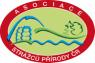 ASOCIACE
STRÁŽCŮ PŘÍRODY ČR